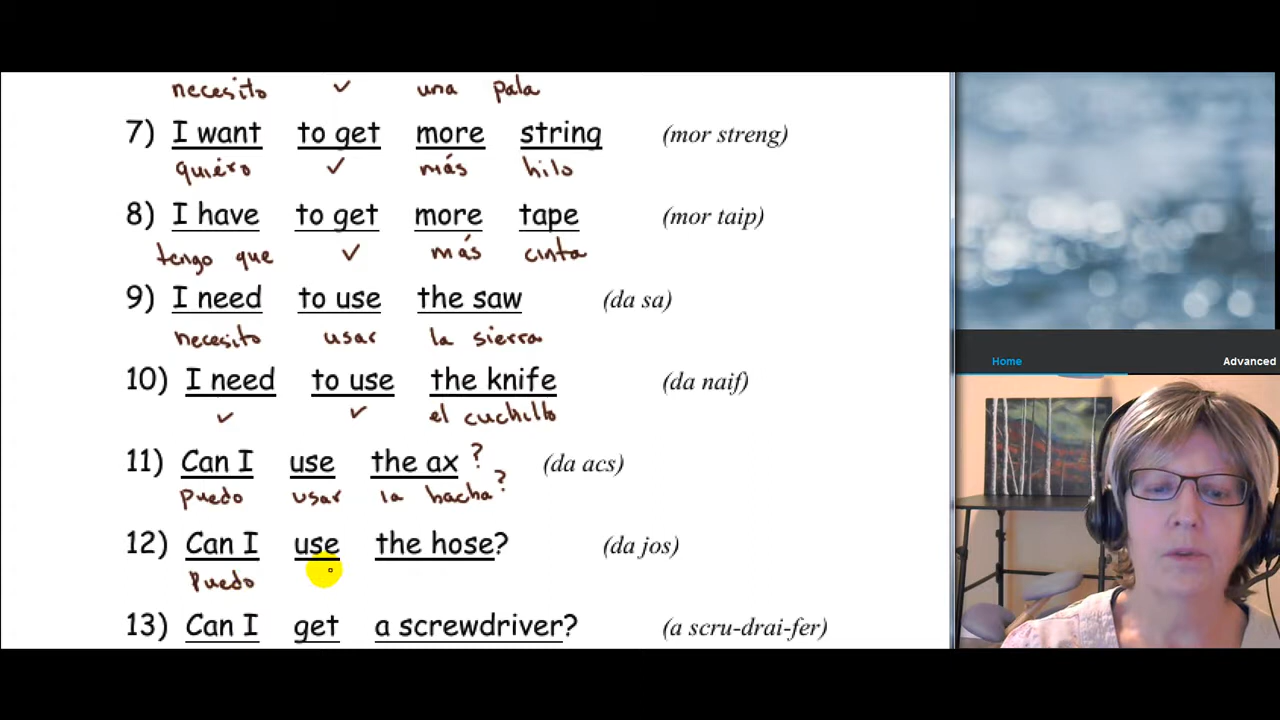 necesito ✓ una pala
7) I want to get more string (mor streng)
quiero ✓ más hilo
8) I have to get more tape (mor taip)
tengo que ✓ más cinta
9) I need to use the saw (da sa)
necesito usar la sierra
10) I need to use the knife (da naif)
✓ ✓ el cuchillo
11) Can I use the ax ? (da acs)
puedo usar la hacha ?
12) Can I use the hose? (da jos)
Puedo
13) Can I get a screwdriver? (a scru-drai-fer)
Home Advanced